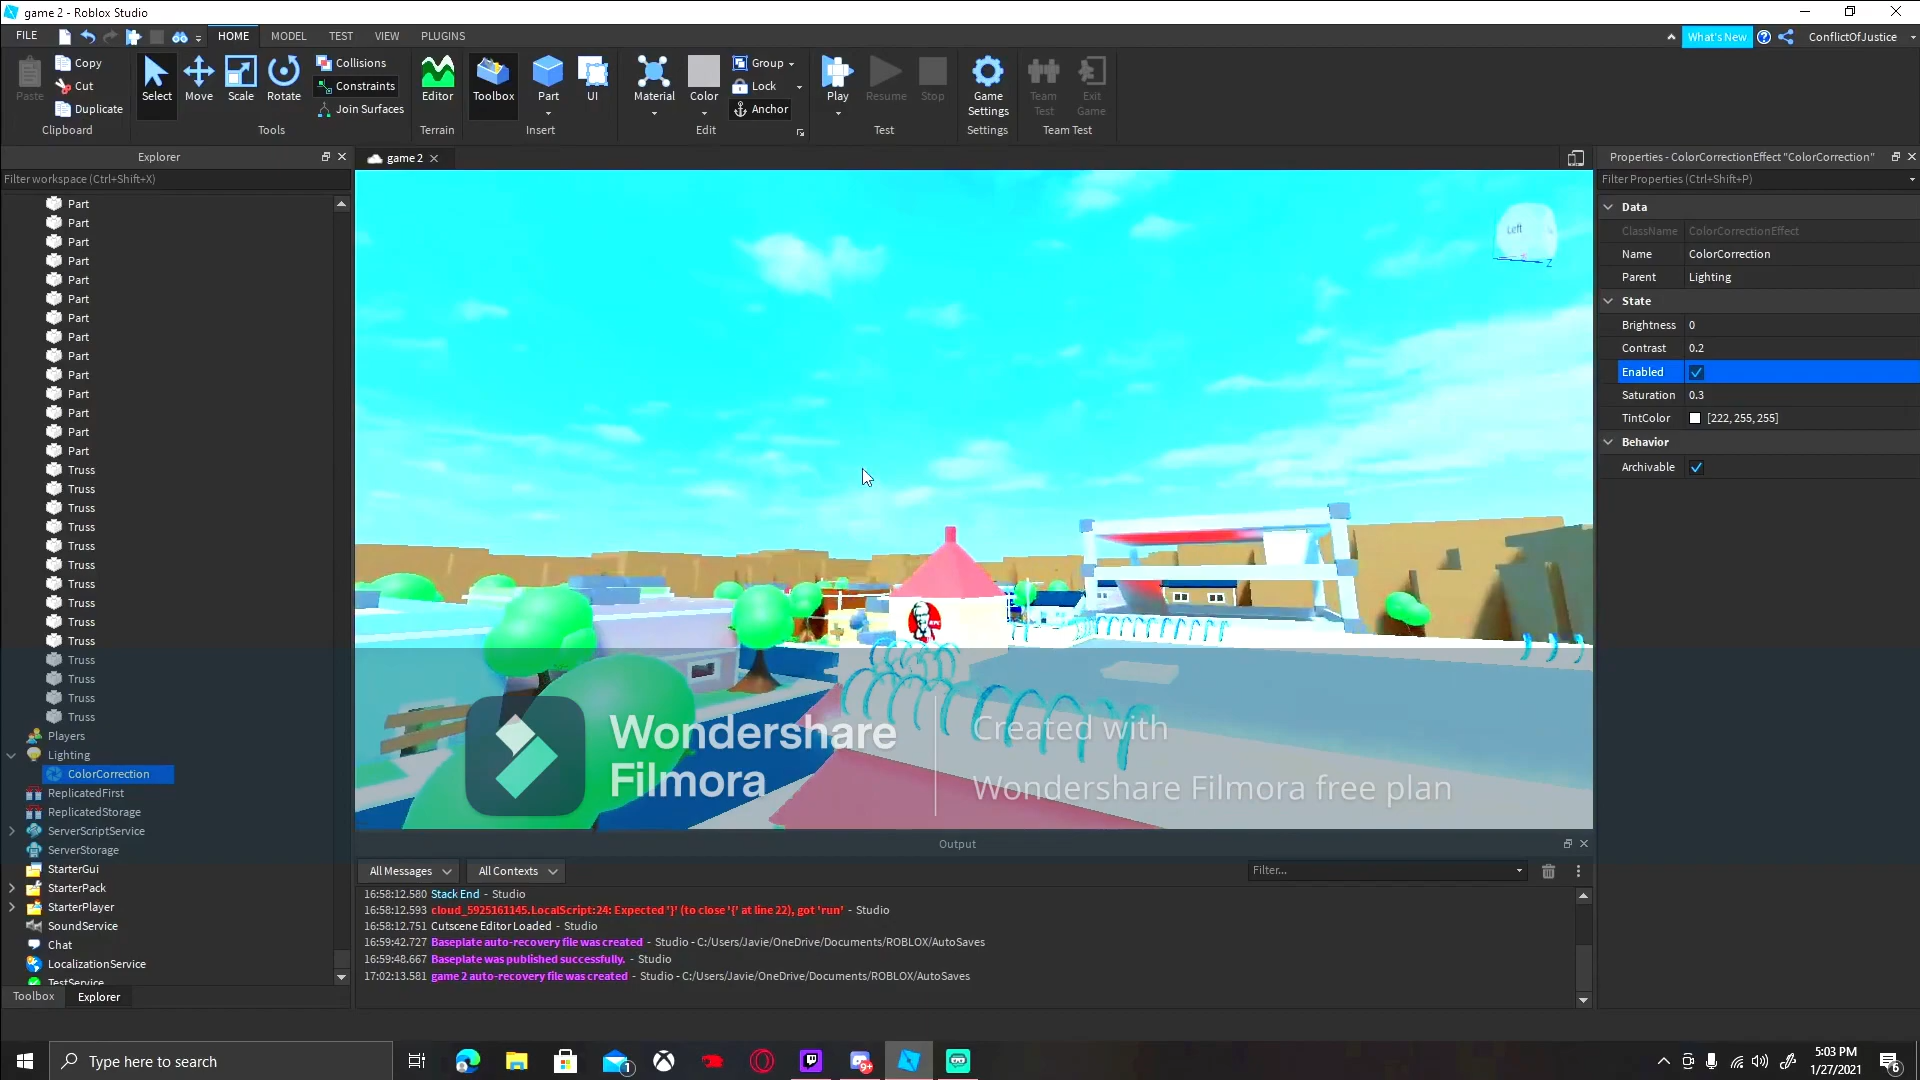 game 2 - Roblox Studio
FILE
HOME
MODEL
TEST
VIEW
PLUGINS
What's New
ConflictOfJustice
Paste
Copy
Cut
Duplicate
Clipboard
Select
Move
Scale
Rotate
Collisions
Constraints
Join Surfaces
Tools
Editor
Terrain
Toolbox
Part
UI
Insert
Material
Color
Group
Lock
Anchor
Edit
Play
Resume
Stop
Test
Game
Settings
Settings
Team
Test
Exit
Game
Team Test
Explorer
Filter workspace (Ctrl+Shift+X)
Part
Part
Part
Part
Part
Part
Part
Part
Part
Part
Part
Part
Part
Part
Truss
Truss
Truss
Truss
Truss
Truss
Truss
Truss
Truss
Truss
Truss
Truss
Truss
Truss
Players
Lighting
ColorCorrection
ReplicatedFirst
ReplicatedStorage
ServerScriptService
ServerStorage
StarterGui
StarterPack
StarterPlayer
SoundService
Chat
LocalizationService
TestService
Toolbox
Explorer
game 2
Left
Z
KFC
Wondershare
Filmora
Created with
Wondershare Filmora free plan
Output
All Messages
All Contexts
Filter...
16:58:12.580 Stack End - Studio
16:58:12.593 cloud_5925161145.LocalScript:24: Expected '}' (to close '{' at line 22), got 'run' - Studio
16:58:12.751 Cutscene Editor Loaded - Studio
16:59:42.727 Baseplate auto-recovery file was created - Studio - C:/Users/Javie/OneDrive/Documents/ROBLOX/AutoSaves
16:59:48.667 Baseplate was published successfully. - Studio
17:02:13.581 game 2 auto-recovery file was created - Studio - C:/Users/Javie/OneDrive/Documents/ROBLOX/AutoSaves
Properties - ColorCorrectionEffect "ColorCorrection"
Filter Properties (Ctrl+Shift+P)
Data
ClassName ColorCorrectionEffect
Name ColorCorrection
Parent Lighting
State
Brightness 0
Contrast 0.2
Enabled
Saturation 0.3
TintColor [222, 255, 255]
Behavior
Archivable
Type here to search
1
9+
5:03 PM
1/27/2021
6